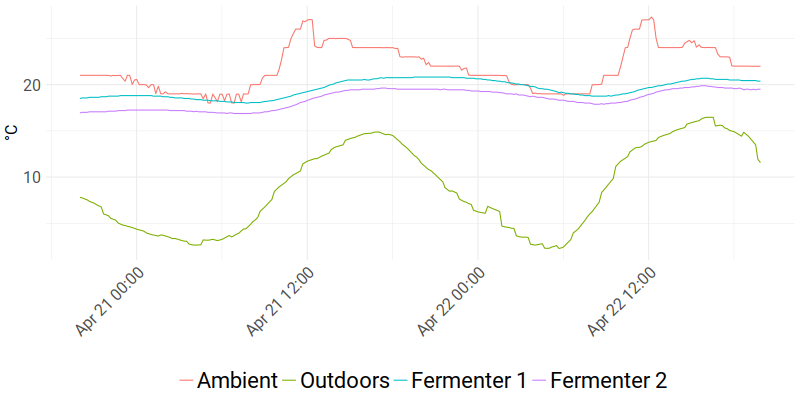 20
°C
10
Apr 21 00:00
Apr 21 12:00
Apr 22 00:00
Apr 22 12:00
Ambient
Outdoors
Fermenter 1
Fermenter 2